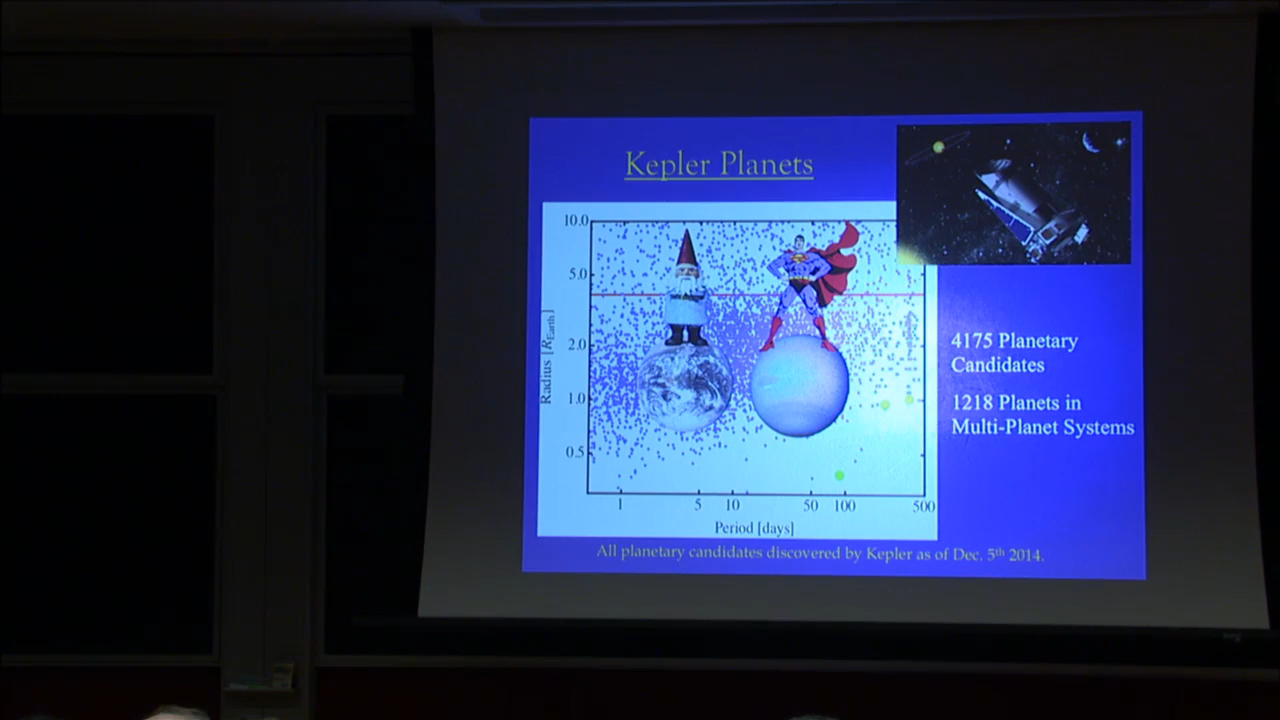 Kepler Planets
10.0
5.0
2.0
1.0
0.5
Radius [REarth]
1
5
10
50
100
500
Period [days]
4175 Planetary
Candidates
1218 Planets in
Multi-Planet Systems
All planetary candidates discovered by Kepler as of Dec. 5th 2014.